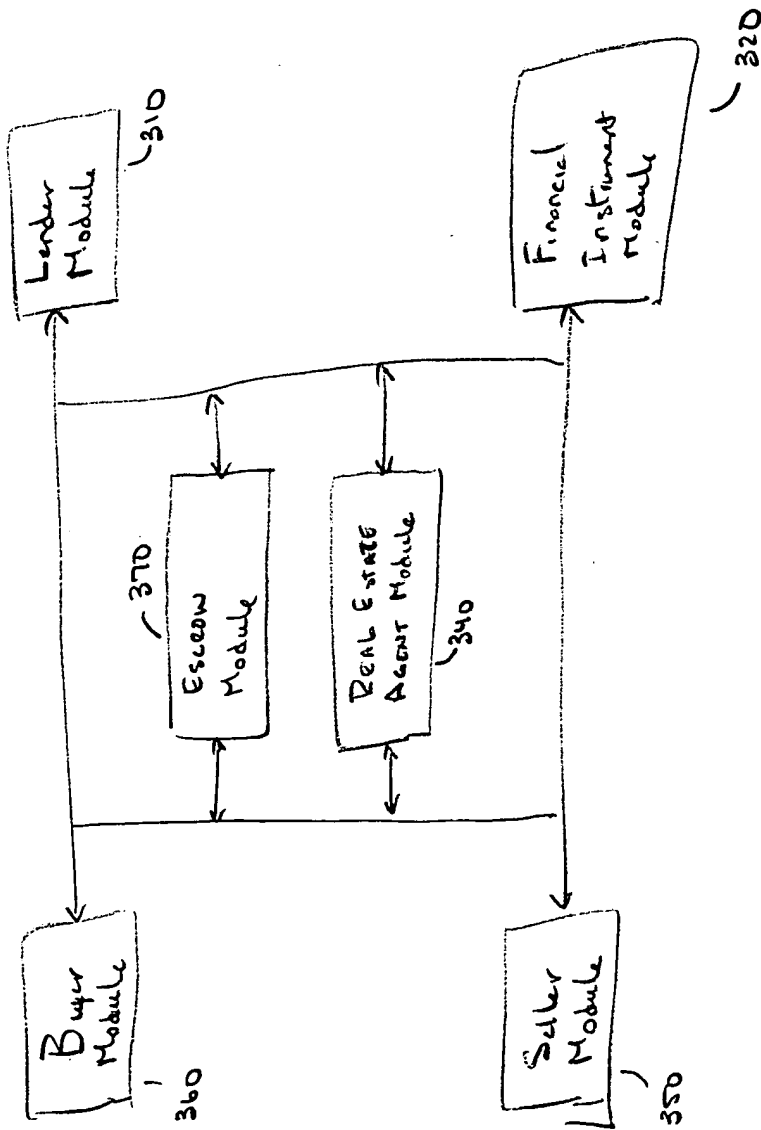 Buyer
Module
360
Lender
Module
310
370
Escrow
Module
Real Estate
Agent Module
340
Seller
Module
350
Financial
Instrument
Module
320